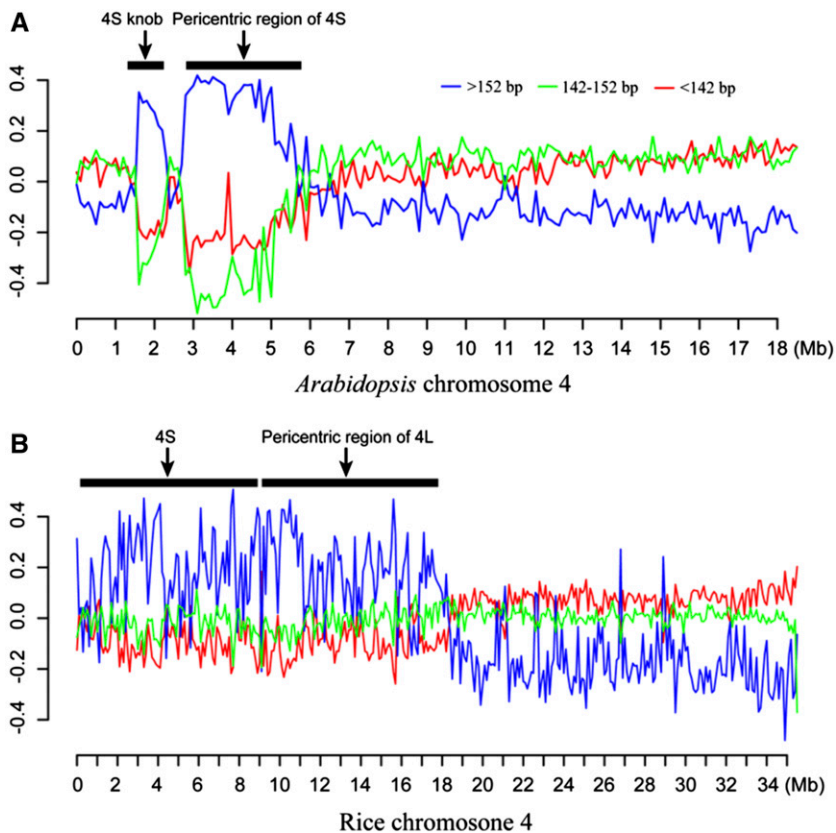 A
4S knob
Pericentric region of 4S
>152 bp
142-152 bp
<142 bp
0.4
0.2
0.0
-0.2
-0.4
0 1 2 3 4 5 6 7 8 9 10 11 12 13 14 15 16 17 18 (Mb)
Arabidopsis chromosome 4
B
4S
Pericentric region of 4L
0.4
0.2
0.0
-0.2
-0.4
0 2 4 6 8 10 12 14 16 18 20 22 24 26 28 30 32 34 (Mb)
Rice chromosome 4